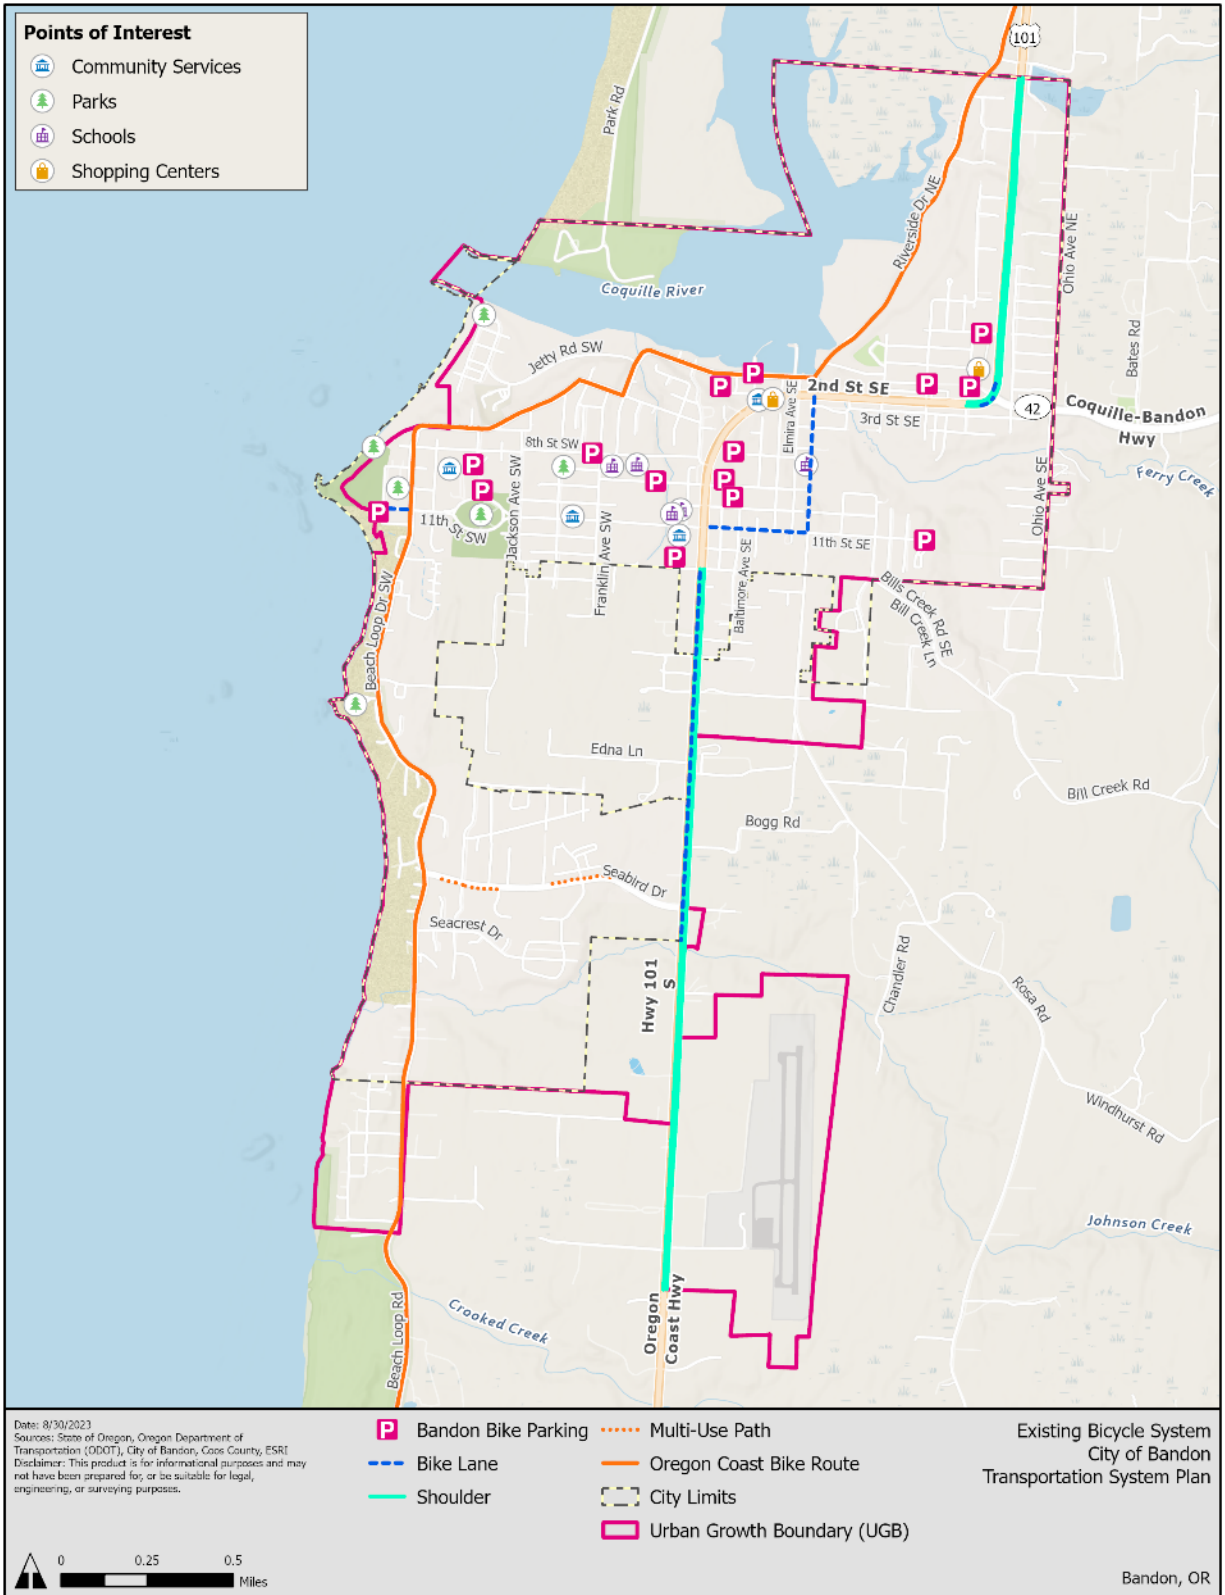 Points of Interest
Community Services
Parks
Schools
Shopping Centers
101
Park Rd
Riverside Dr NE
Ohio Ave NE
Bates Rd
Coquille River
Jetty Rd SW
Elmira Ave SE
2nd St SE
3rd St SE
42
Coquille-Bandon
Hwy
Ferry Creek
8th St SW
Jackson Ave SW
Franklin Ave SW
11th St SW
11th St SE
Baltimore Ave SE
Ohio Ave SE
Bills Creek Rd SE
Bill Creek Ln
Beach Loop Dr SW
Edna Ln
Bill Creek Rd
Bogg Rd
Seabird Dr
Seacrest Dr
Chandler Rd
Rosa Rd
Hwy 101
S
Windhurst Rd
Johnson Creek
Crooked Creek
Beach Loop Rd
Oregon
Coast Hwy
Date: 8/30/2023
Sources: State of Oregon, Oregon Department of
Transportation (ODOT), City of Bandon, Coos County, ESRI
Disclaimer: This product is for informational purposes and may
not have been prepared for, or be suitable for legal,
engineering, or surveying purposes.
0 0.25 0.5
Miles
P Bandon Bike Parking
Bike Lane
Shoulder
Multi-Use Path
Oregon Coast Bike Route
City Limits
Urban Growth Boundary (UGB)
Existing Bicycle System
City of Bandon
Transportation System Plan
Bandon, OR